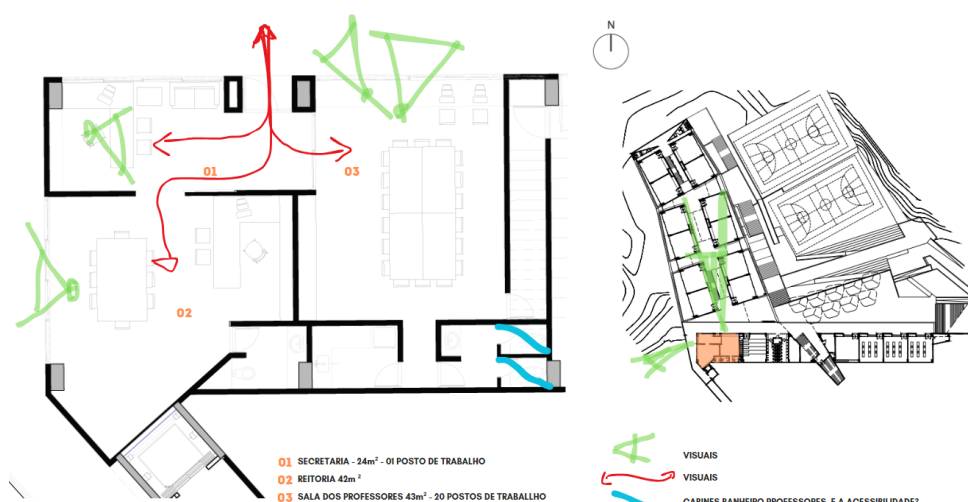 N
01
03
02
01 SECRETARIA - 24m² - 01 POSTO DE TRABALHO
02 REITORIA 42m²
03 SALA DOS PROFESSORES 43m² - 20 POSTOS DE TRABALLHO
VISUAIS
VISUAIS
CABINES BANHEIRO PROFESSORES, E A ACESSIBILIDADE?